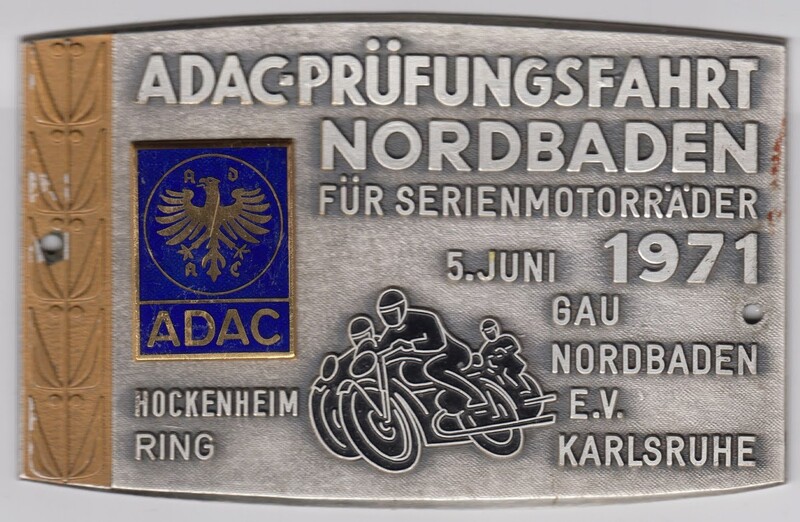 ADAC-PRÜFUNGSFAHRT
NORDBADEN
FÜR SERIENMOTORRÄDER
5. JUNI 1971
A D
A C
ADAC
GAU
NORDBADEN
E.V.
KARLSRUHE
HOCKENHEIM
RING